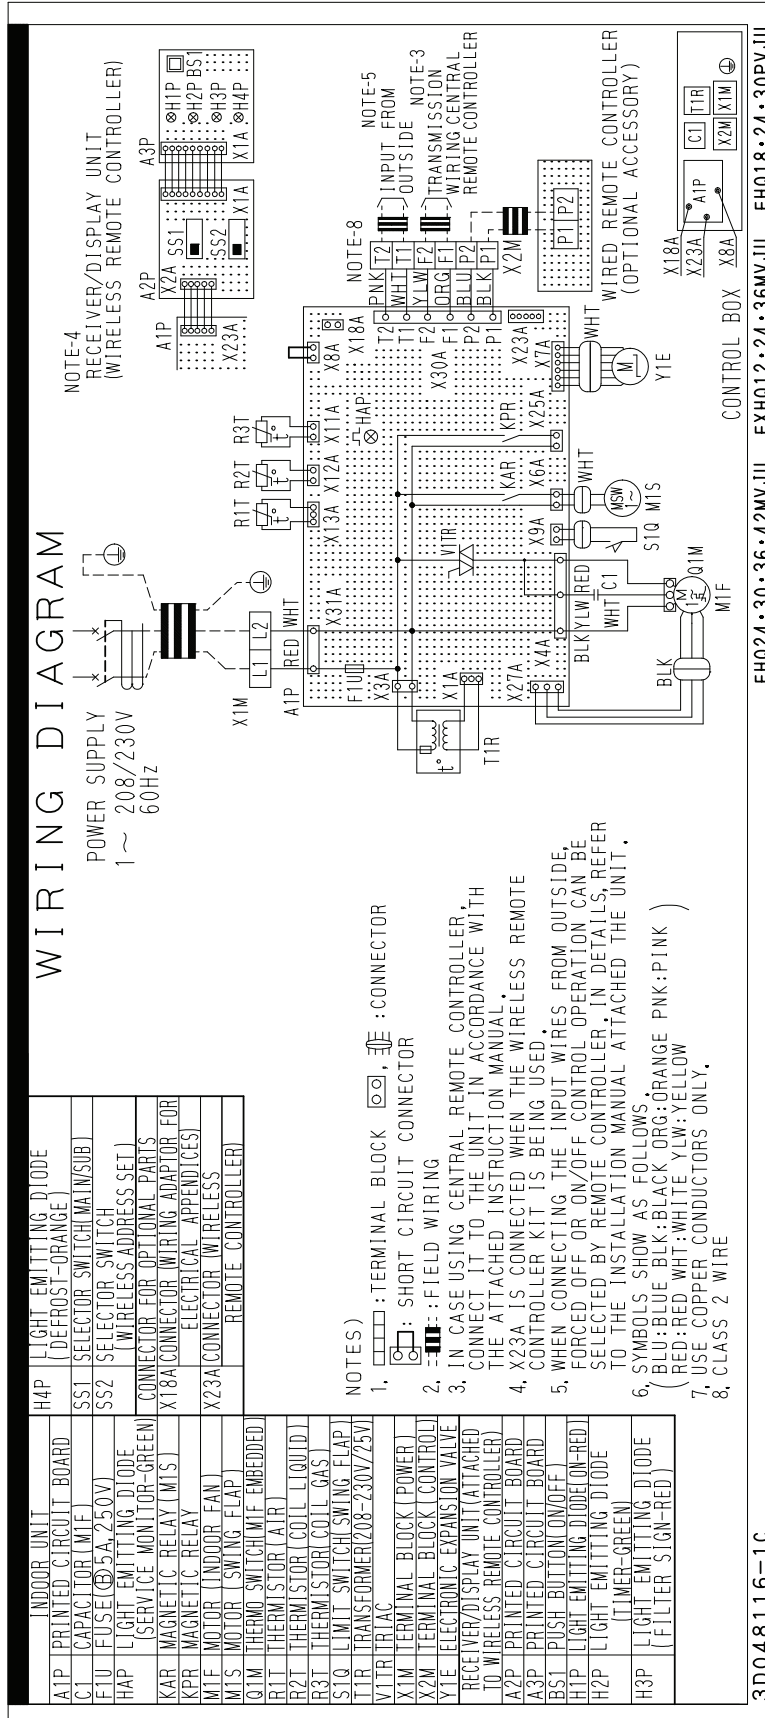 WIRING DIAGRAM
POWER SUPPLY
1~ 208/230V
60Hz
L1 L2
X1M
RED WHT
A1P
X31A
F1U
X3A
X1A
t°
T1R
X27A
X4A
BLK YLW RED
WHT C1
BLK
M
1~
Q1M
M1F
V1TR
KAR
KPR
X9A X6A X25A X7A
S1Q
MSW
1~
M1S
WHT
WHT
M
Y1E
R1T R2T R3T
t° t° t°
X13A X12A X11A
HAP
X8A
X18A
X30A
X23A
T2 T1 F2 F1 P2 P1
PNK WHT YLW ORG BLU BLK
T2 T1 F2 F1 P2 P1
X2M
NOTE-8
NOTE-5
INPUT FROM
OUTSIDE
NOTE-3
TRANSMISSION
WIRING CENTRAL
REMOTE CONTROLLER
P1 P2
WIRED REMOTE CONTROLLER
(OPTIONAL ACCESSORY)
NOTE-4
RECEIVER/DISPLAY UNIT
(WIRELESS REMOTE CONTROLLER)
A1P
X23A
A2P
X2A
SS1
SS2
X1A
A3P
X1A
BS1
H1P
H2P
H3P
H4P
CONTROL BOX
X18A
X23A
X8A
A1P
C1 T1R
X2M X1M
INDOOR UNIT
A1P PRINTED CIRCUIT BOARD
C1 CAPACITOR(M1F)
F1U FUSE(Ⓑ5A,250V)
HAP LIGHT EMITTING DIODE
(SERVICE MONITOR-GREEN)
KAR MAGNETIC RELAY(M1S)
KPR MAGNETIC RELAY
M1F MOTOR(INDOOR FAN)
M1S MOTOR(SWING FLAP)
Q1M THERMO SWITCH(M1F EMBEDDED)
R1T THERMISTOR(AIR)
R2T THERMISTOR(COIL LIQUID)
R3T THERMISTOR(COIL GAS)
S1Q LIMIT SWITCH(SWING FLAP)
T1R TRANSFORMER(208-230V/25V)
V1TR TRIAC
X1M TERMINAL BLOCK(POWER)
X2M TERMINAL BLOCK(CONTROL)
Y1E ELECTRONIC EXPANSION VALVE
RECEIVER/DISPLAY UNIT(ATTACHED
TO WIRELESS REMOTE CONTROLLER)
A2P PRINTED CIRCUIT BOARD
A3P PRINTED CIRCUIT BOARD
BS1 PUSH BUTTON(ON/OFF)
H1P LIGHT EMITTING DIODE(ON-RED)
H2P LIGHT EMITTING DIODE
(TIMER-GREEN)
H3P LIGHT EMITTING DIODE
(FILTER SIGN-RED)
H4P LIGHT EMITTING DIODE
(DEFROST-ORANGE)
SS1 SELECTOR SWITCH(MAIN/SUB)
SS2 SELECTOR SWITCH
(WIRELESS ADDRESS SET)
CONNECTOR FOR OPTIONAL PARTS
X18A CONNECTOR(WIRING ADAPTOR FOR
ELECTRICAL APPENDICES)
X23A CONNECTOR(WIRELESS
REMOTE CONTROLLER)
NOTES)
1. :TERMINAL BLOCK , :CONNECTOR
: SHORT CIRCUIT CONNECTOR
2. :FIELD WIRING
3. IN CASE USING CENTRAL REMOTE CONTROLLER,
CONNECT IT TO THE UNIT IN ACCORDANCE WITH
THE ATTACHED INSTRUCTION MANUAL.
4. X23A IS CONNECTED WHEN THE WIRELESS REMOTE
CONTROLLER KIT IS BEING USED.
5. WHEN CONNECTING THE INPUT WIRES FROM OUTSIDE,
FORCED OFF OR ON/OFF CONTROL OPERATION CAN BE
SELECTED BY REMOTE CONTROLLER. IN DETAILS, REFER
TO THE INSTALLATION MANUAL ATTACHED THE UNIT.
6. SYMBOLS SHOW AS FOLLOWS.
(BLU:BLUE BLK:BLACK ORG:ORANGE PNK:PINK
RED:RED WHT:WHITE YLW:YELLOW)
7. USE COPPER CONDUCTORS ONLY.
8. CLASS 2 WIRE
3D048116-1C